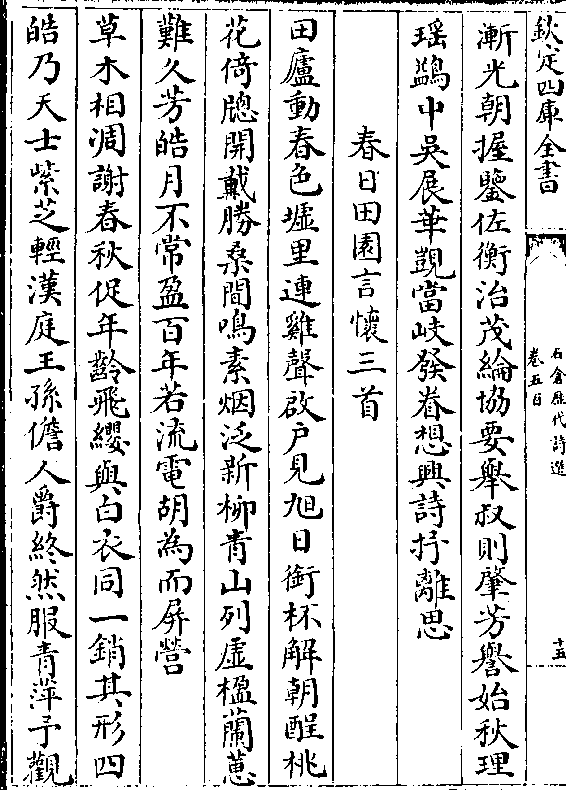 欽定四庫全書
石倉歷代詩選
卷五百
十五
漸光朝握鑒佐衡治茂綸協要舉叔則肇芳譽始秋理
瑶鷁中吳展華觀當岐發眷想興詩抒離思
春日田園言懷三首
田廬動春色墟里連雞聲啟户見旭日銜杯解朝酲桃
花倚牕開戴勝桑間鳴素烟泛新柳青山列虛楹蘭蕙
難久芳皓月不常盈百年若流電胡為而屏營
草木相凋謝春秋促年齡飛纓與白衣同一銷其形四
皓乃天士紫芝輕漢庭王孫儋人爵終然服青萍予觀